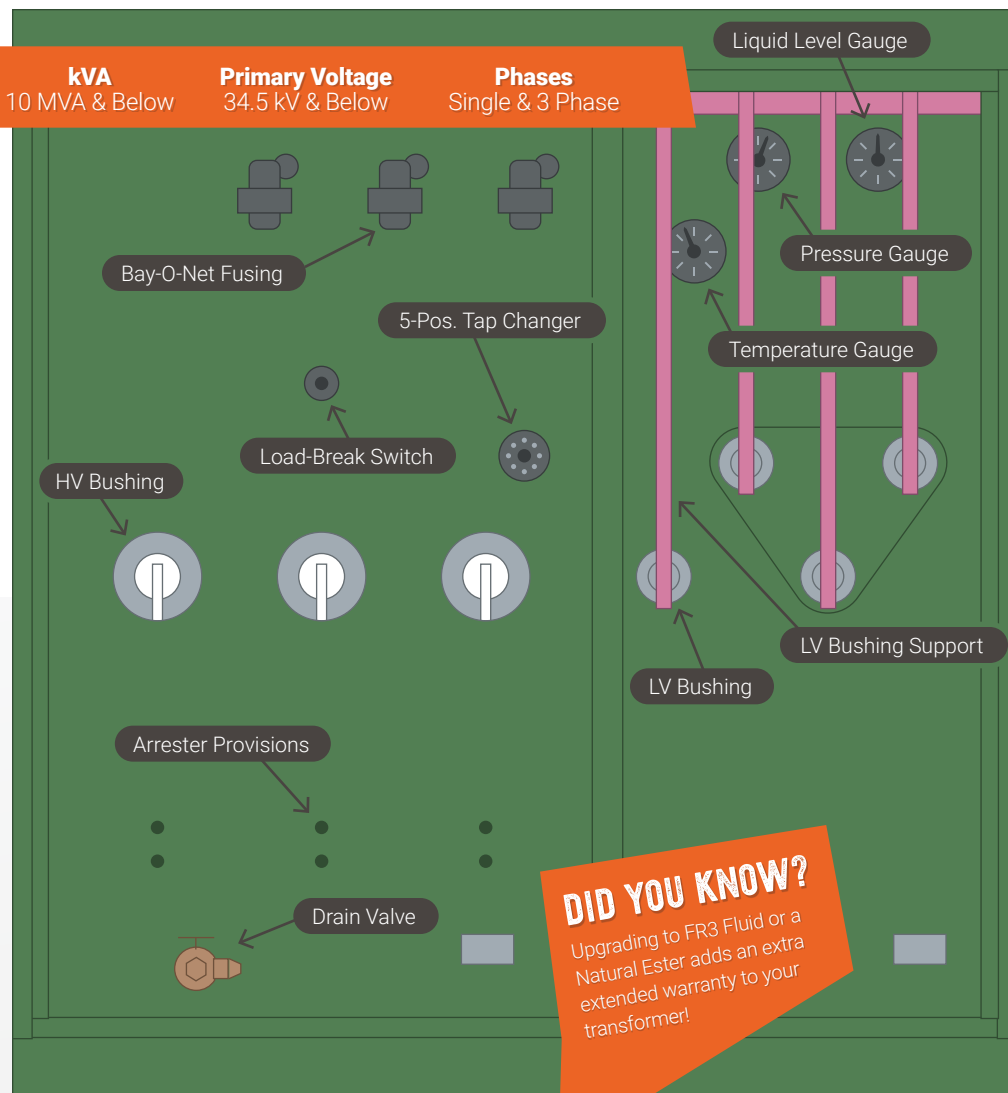 Liquid Level Gauge
kVA
10 MVA & Below
Primary Voltage
34.5 kV & Below
Phases
Single & 3 Phase
Pressure Gauge
Bay-O-Net Fusing
5-Pos. Tap Changer
Temperature Gauge
Load-Break Switch
HV Bushing
LV Bushing Support
LV Bushing
Arrester Provisions
Drain Valve
DID YOU KNOW?
Upgrading to FR3 Fluid or a
Natural Ester adds an extra
extended warranty to your
transformer!